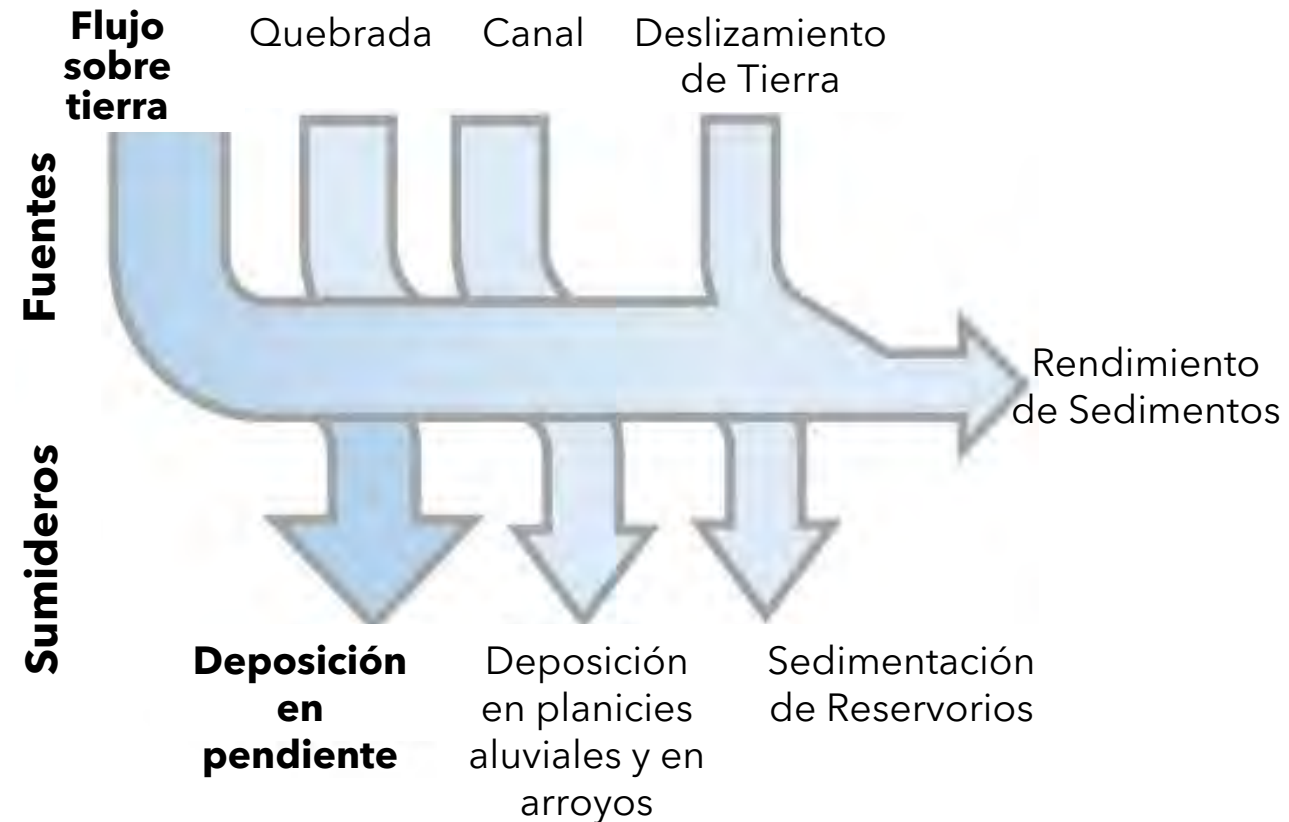 Flujo
sobre
tierra
Quebrada
Canal
Deslizamiento
de Tierra
Fuentes
Rendimiento
de Sedimentos
Sumideros
Deposición
en
pendiente
Deposición
en planicies
aluviales y en
arroyos
Sedimentación
de Reservorios